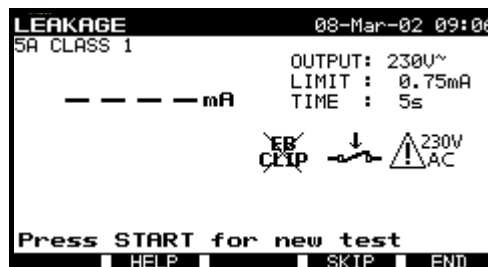 LEAKAGE 08-Mar-02 09:06
5A CLASS 1
OUTPUT: 230V~
LIMIT : 0.75mA
TIME : 5s
----mA
EB CLIP
230V AC
Press START for new test
HELP SKIP END